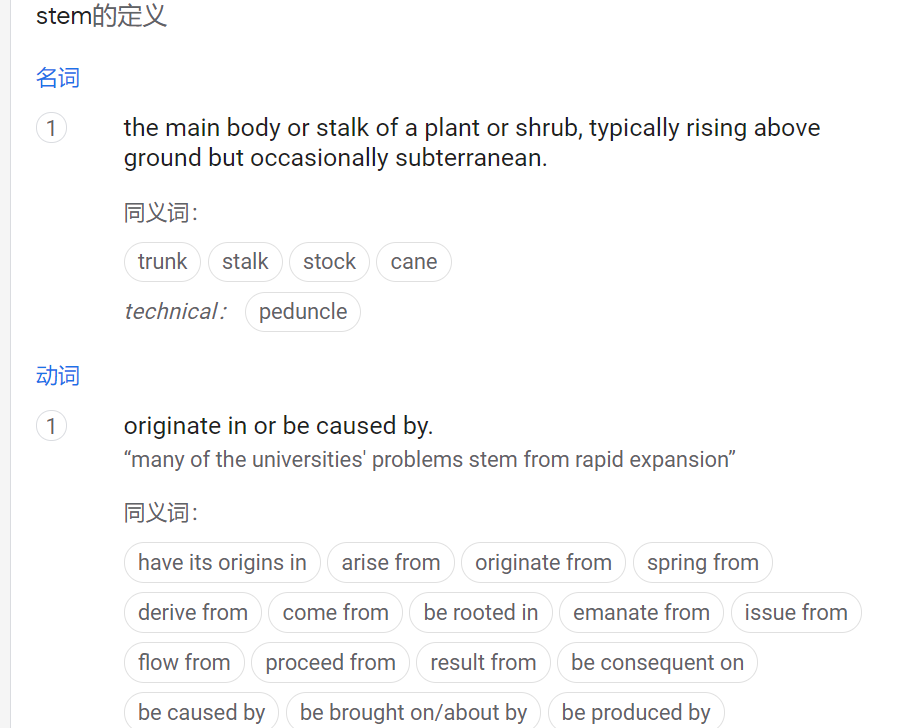 stem的定义
名词
1 the main body or stalk of a plant or shrub, typically rising above
ground but occasionally subterranean.
同义词：
trunk stalk stock cane
technical： peduncle
动词
1 originate in or be caused by.
“many of the universities' problems stem from rapid expansion”
同义词：
have its origins in arise from originate from spring from
derive from come from be rooted in emanate from issue from
flow from proceed from result from be consequent on
be caused by be brought on/about by be produced by